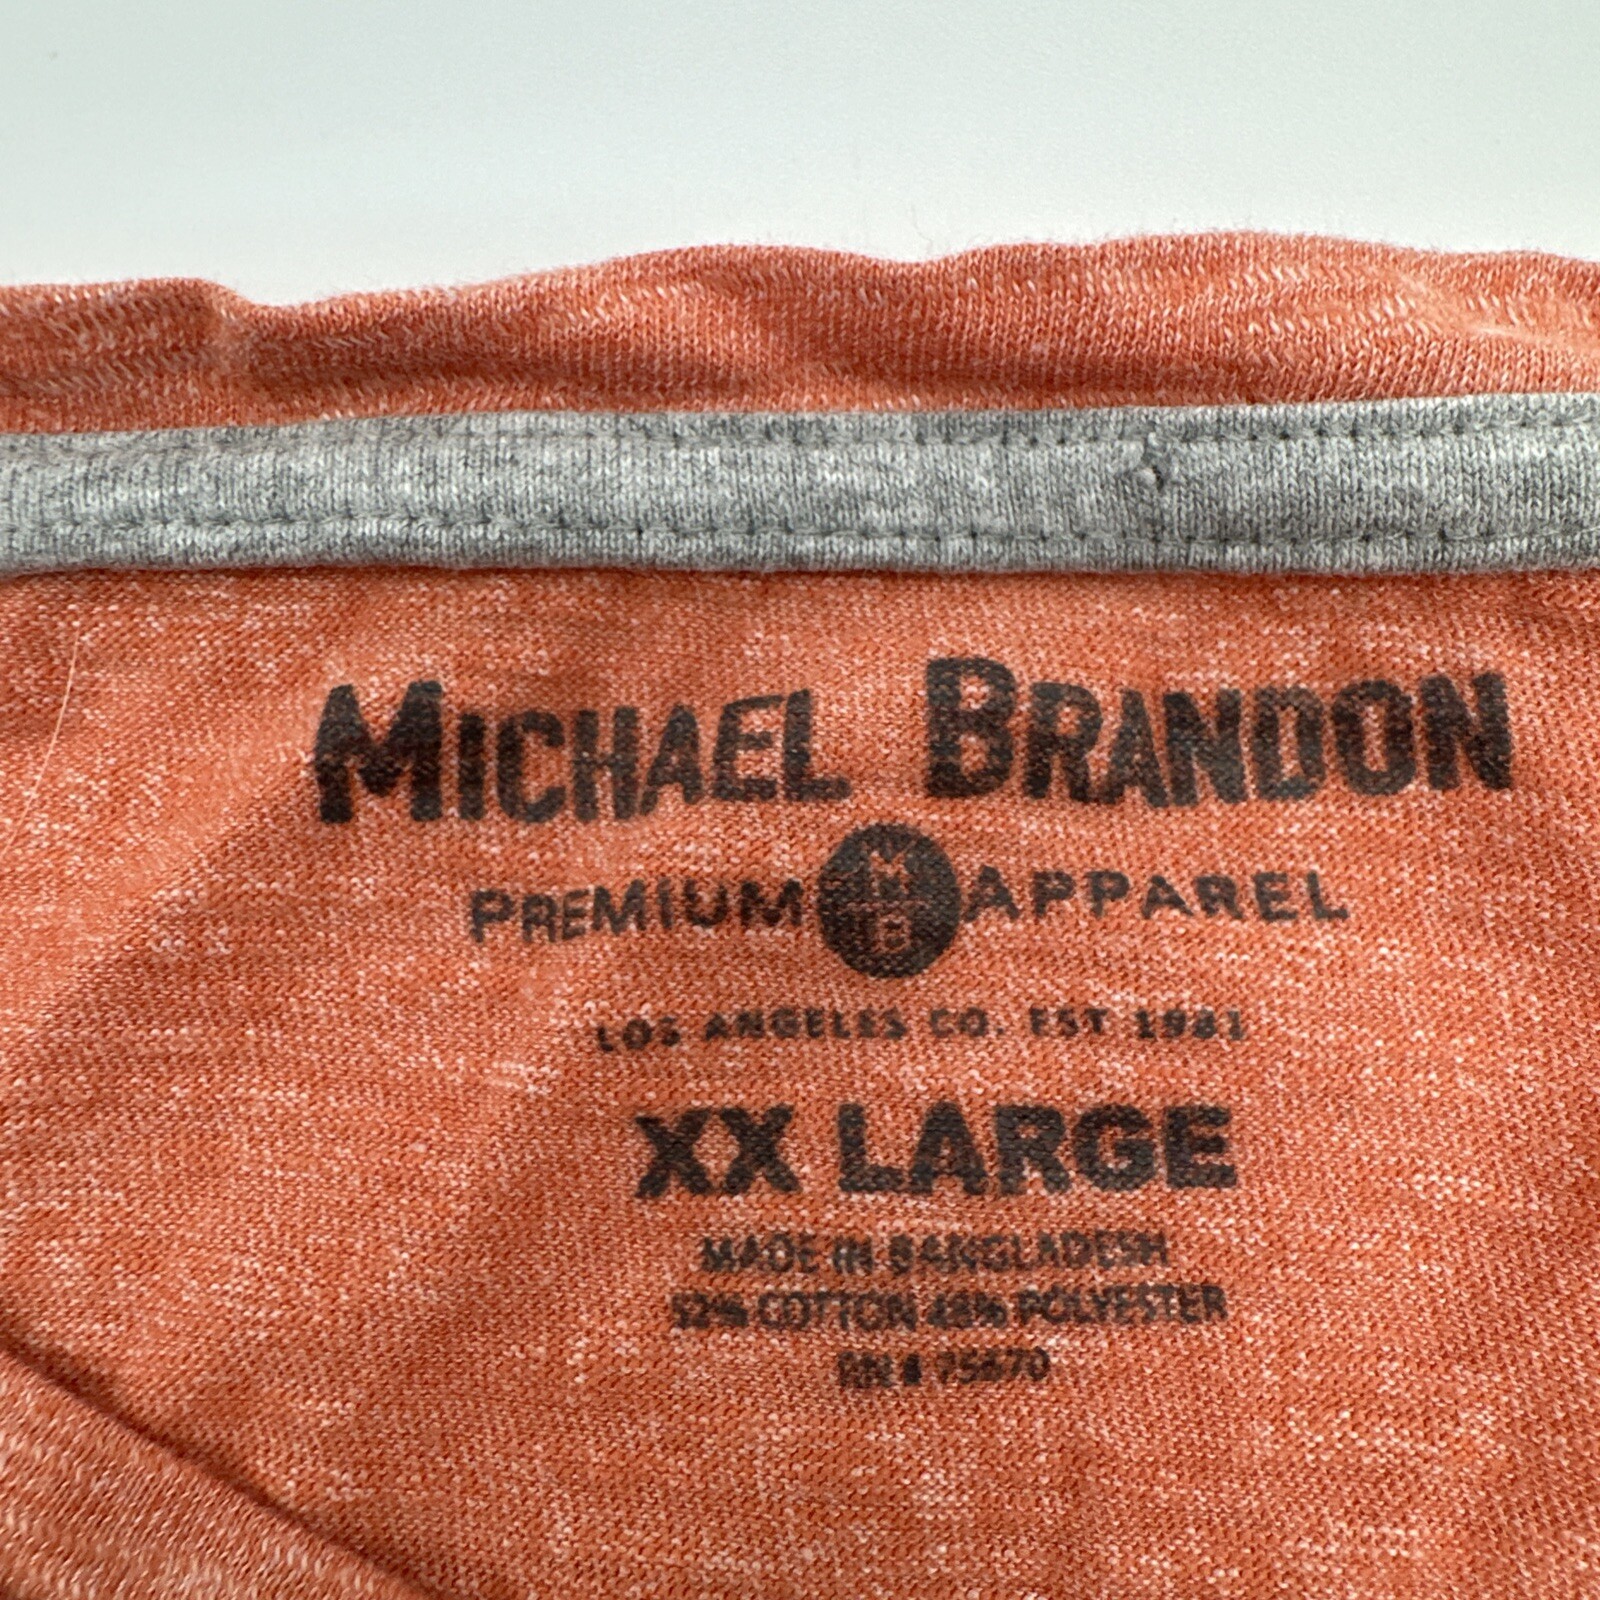 MICHAEL BRANDON
PREMIUM M B APPAREL
LOS ANGELES CO. EST 1981
XX LARGE
MADE IN BANGLADESH
52% COTTON 48% POLYESTER
RN# 75670